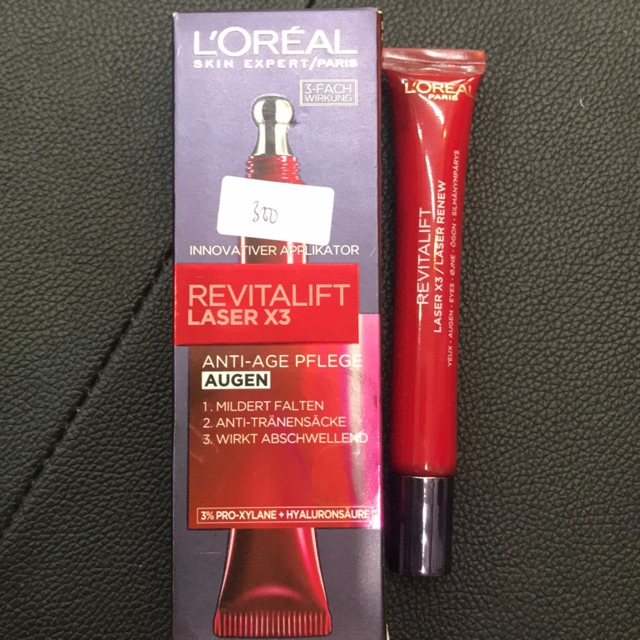 L'ORÉAL
SKIN EXPERT/PARIS
3-FACH
WIRKUNG
300
INNOVATIVER APPLIKATOR
REVITALIFT
LASER X3
ANTI-AGE PFLEGE
AUGEN
1. MILDERT FALTEN
2. ANTI-TRÄNENSÄCKE
3. WIRKT ABSCHWELLEND
3% PRO-XYLANE + HYALURONSÄURE
L'ORÉAL
PARIS
REVITALIFT
LASER X3 / LASER RENEW
YEUX - AUGEN - EYES - ØJNE - ÖGON - SILMÄNYMPÄRYS